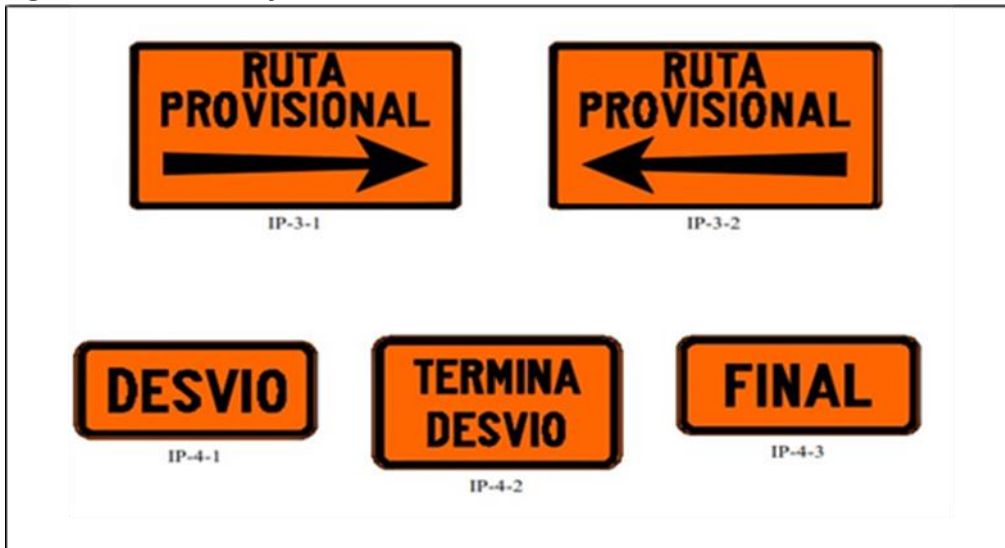 RUTA
PROVISIONAL
IP-3-1
RUTA
PROVISIONAL
IP-3-2
DESVIO
IP-4-1
TERMINA
DESVIO
IP-4-2
FINAL
IP-4-3